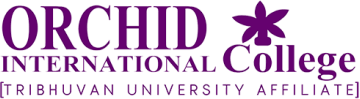 ORCHID
INTERNATIONAL College
[TRIBHUVAN UNIVERSITY AFFILIATE]